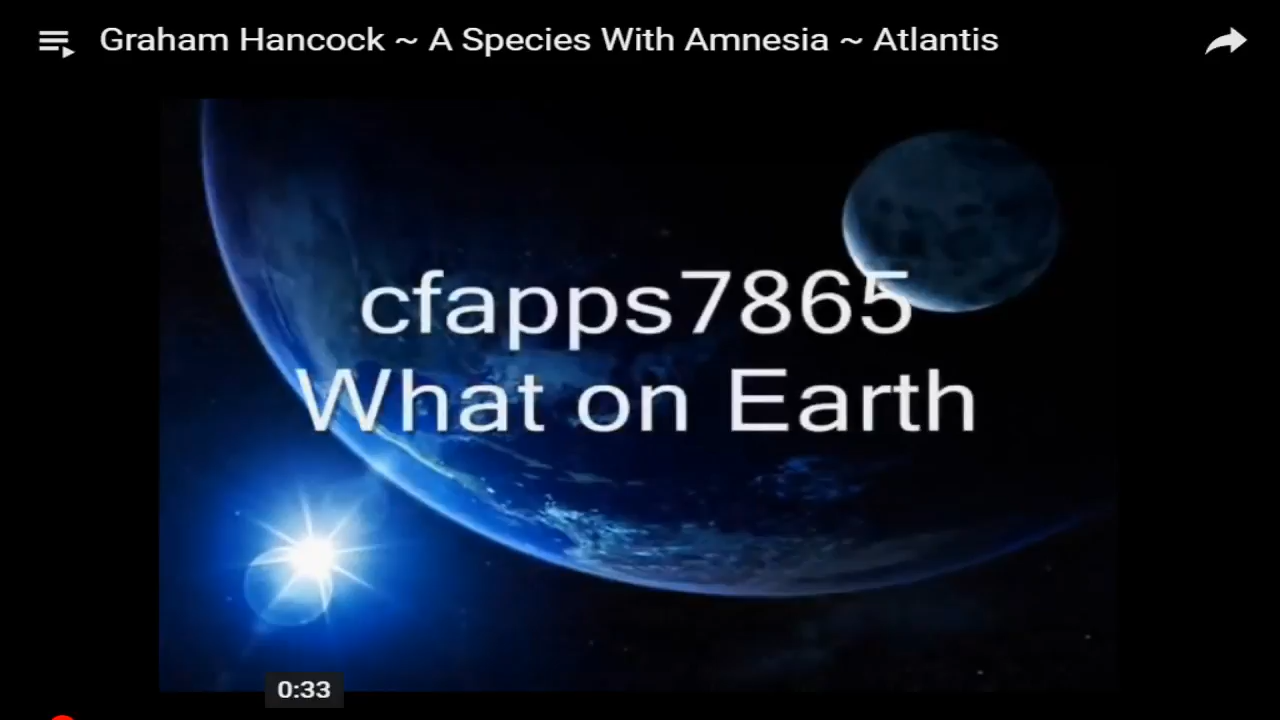 Graham Hancock ~ A Species With Amnesia ~ Atlantis
cfapps7865
What on Earth
0:33